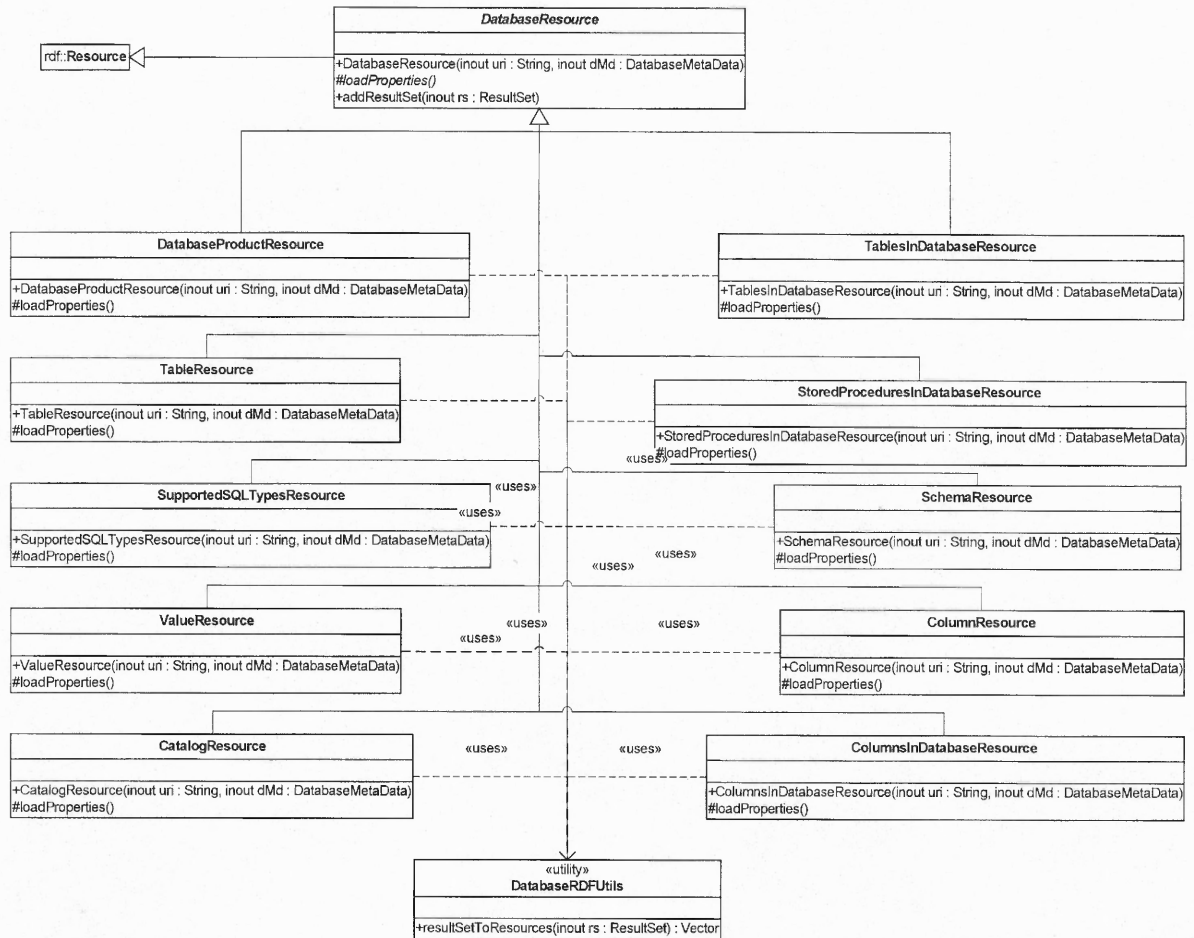 DatabaseResource
rdf::Resource
+DatabaseResource(inout uri : String, inout dMd : DatabaseMetaData)
#loadProperties()
+addResultSet(inout rs : ResultSet)
DatabaseProductResource
+DatabaseProductResource(inout uri : String, inout dMd : DatabaseMetaData)
#loadProperties()
TablesInDatabaseResource
+TablesInDatabaseResource(inout uri : String, inout dMd : DatabaseMetaData)
#loadProperties()
TableResource
+TableResource(inout uri : String, inout dMd : DatabaseMetaData)
#loadProperties()
StoredProceduresInDatabaseResource
+StoredProceduresInDatabaseResource(inout uri : String, inout dMd : DatabaseMetaData)
#loadProperties()
«uses»
SupportedSQLTypesResource
«uses»
«uses»
+SupportedSQLTypesResource(inout uri : String, inout dMd : DatabaseMetaData)
#loadProperties()
SchemaResource
+SchemaResource(inout uri : String, inout dMd : DatabaseMetaData)
#loadProperties()
«uses»
«uses»
ValueResource
«uses»
«uses»
«uses»
+ValueResource(inout uri : String, inout dMd : DatabaseMetaData)
#loadProperties()
ColumnResource
+ColumnResource(inout uri : String, inout dMd : DatabaseMetaData)
#loadProperties()
CatalogResource
«uses»
«uses»
+CatalogResource(inout uri : String, inout dMd : DatabaseMetaData)
#loadProperties()
ColumnsInDatabaseResource
+ColumnsInDatabaseResource(inout uri : String, inout dMd : DatabaseMetaData)
#loadProperties()
«utility»
DatabaseRDFUtils
+resultSetToResources(inout rs : ResultSet) : Vector